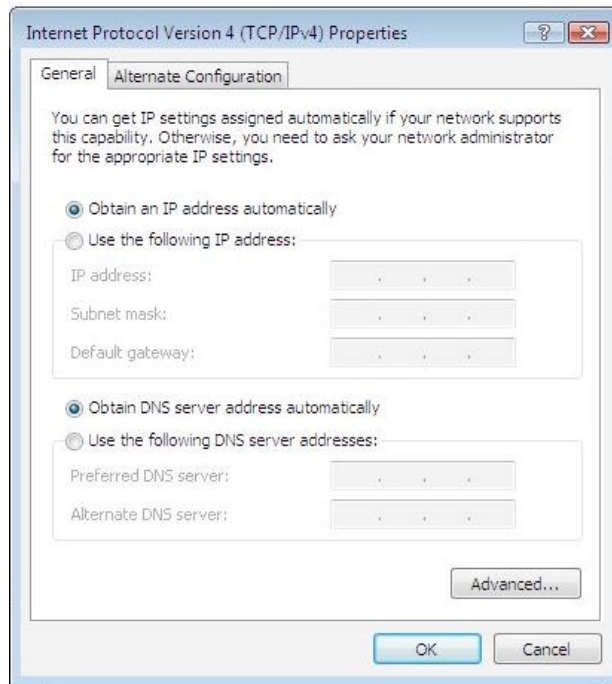 Internet Protocol Version 4 (TCP/IPv4) Properties
General
Alternate Configuration
You can get IP settings assigned automatically if your network supports
this capability. Otherwise, you need to ask your network administrator
for the appropriate IP settings.
Obtain an IP address automatically
Use the following IP address:
IP address:
Subnet mask:
Default gateway:
Obtain DNS server address automatically
Use the following DNS server addresses:
Preferred DNS server:
Alternate DNS server:
Advanced...
OK
Cancel